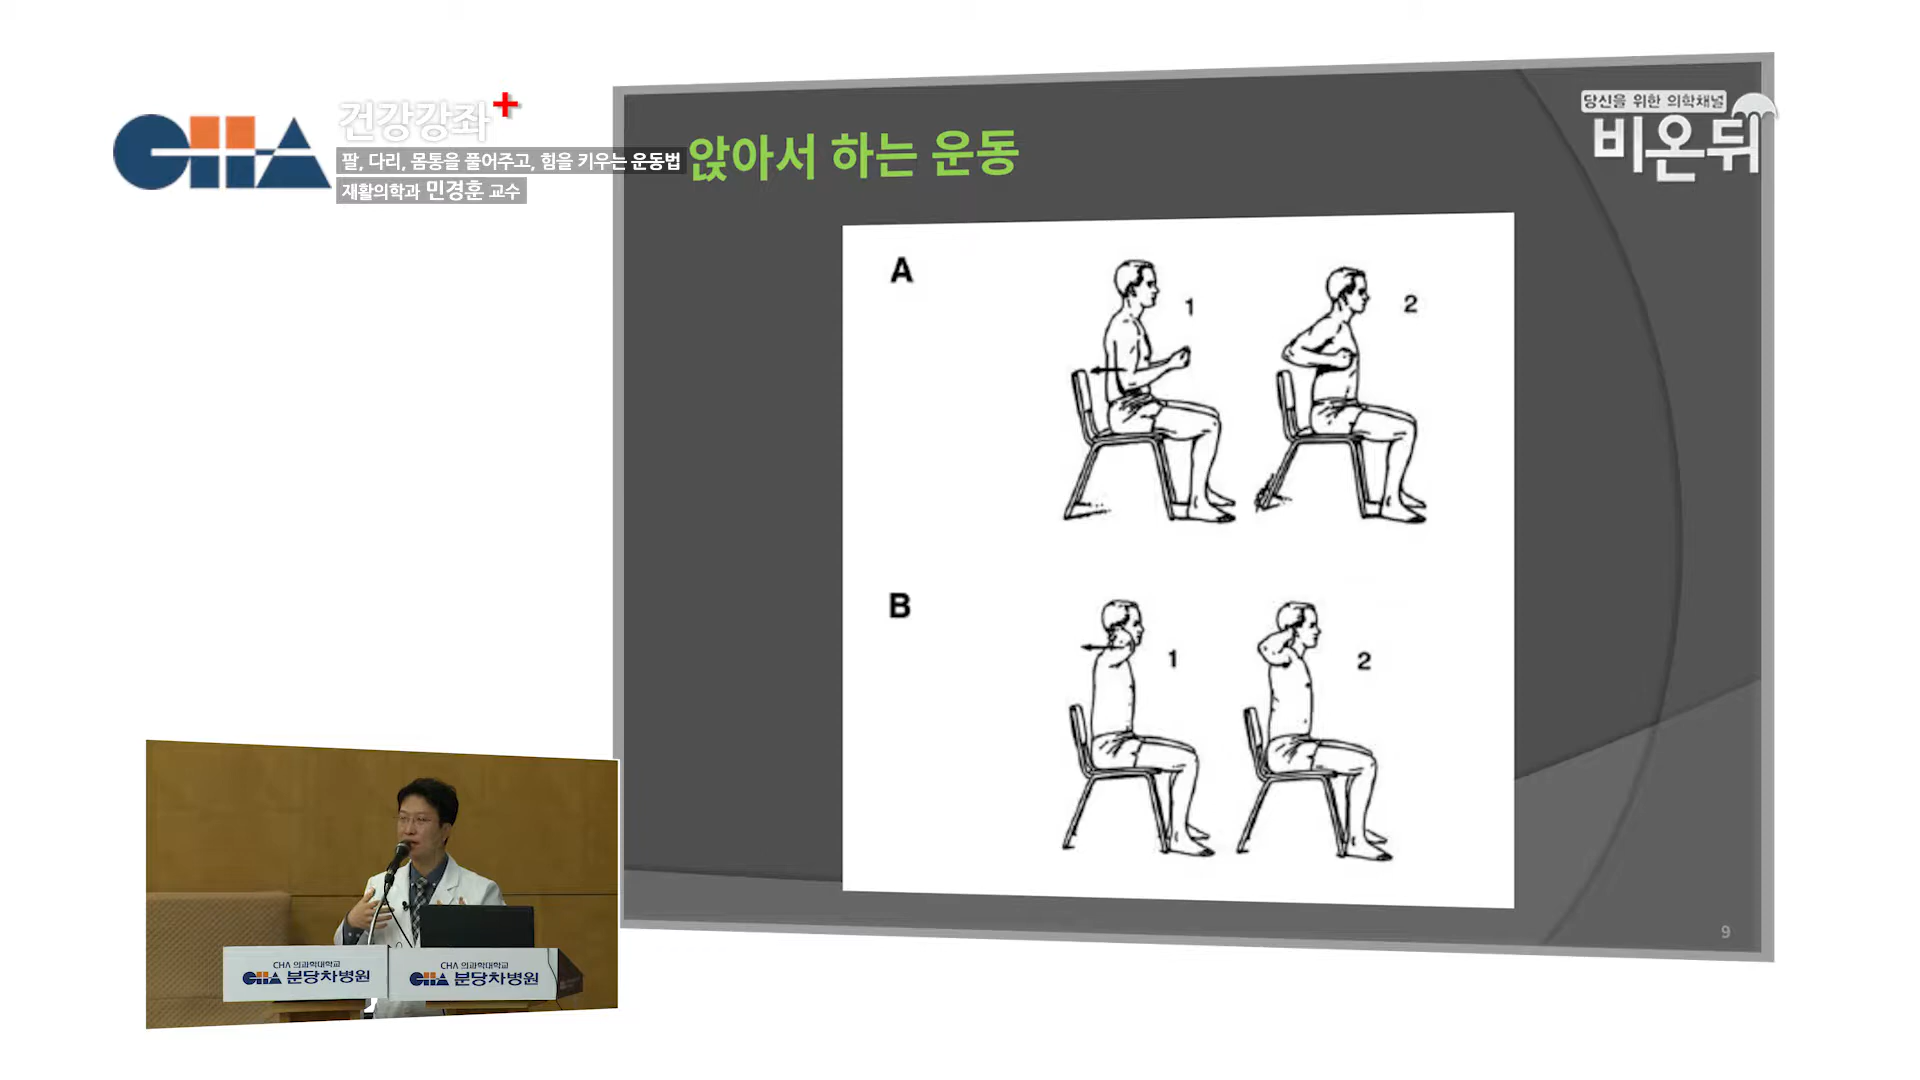 CHA
건강강좌+
팔, 다리, 몸통을 풀어주고, 힘을 키우는 운동법
재활의학과 민경훈 교수
앉아서 하는 운동
당신을 위한 의학채널
비온뒤
A
1
2
B
1
2
9
CHA 의과학대학교
CHA 분당차병원
CHA 의과학대학교
CHA 분당차병원